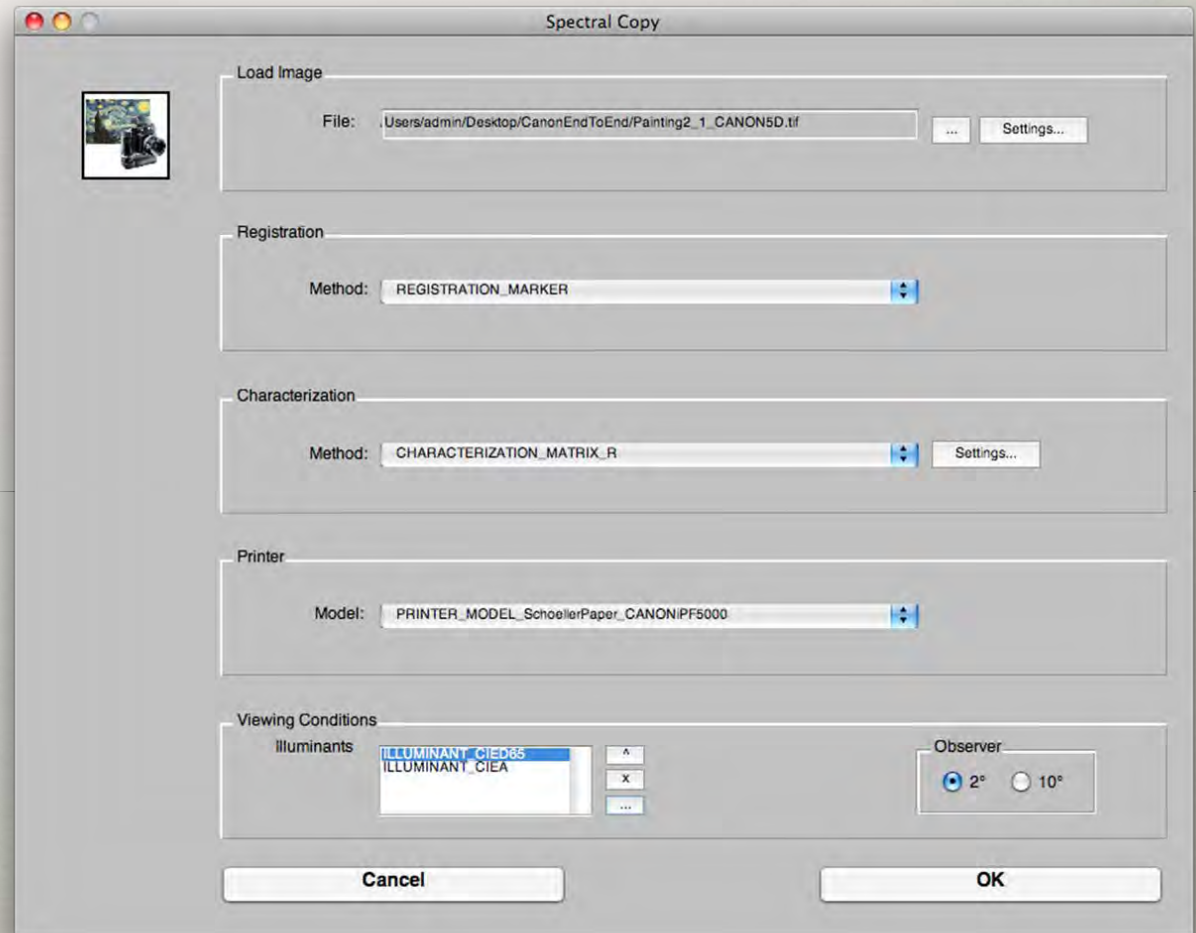 Spectral Copy
Load Image
File: .Users/admin/Desktop/CanonEndToEnd/Painting2_1_CANON5D.tif ... Settings...
Registration
Method: REGISTRATION_MARKER
Characterization
Method: CHARACTERIZATION_MATRIX_R Settings...
Printer
Model: PRINTER_MODEL_SchoellerPaper_CANONiPF5000
Viewing Conditions
Illuminants ILLUMINANT_CIED65 ^ Observer
ILLUMINANT_CIEA x 2° 10°
...
Cancel OK